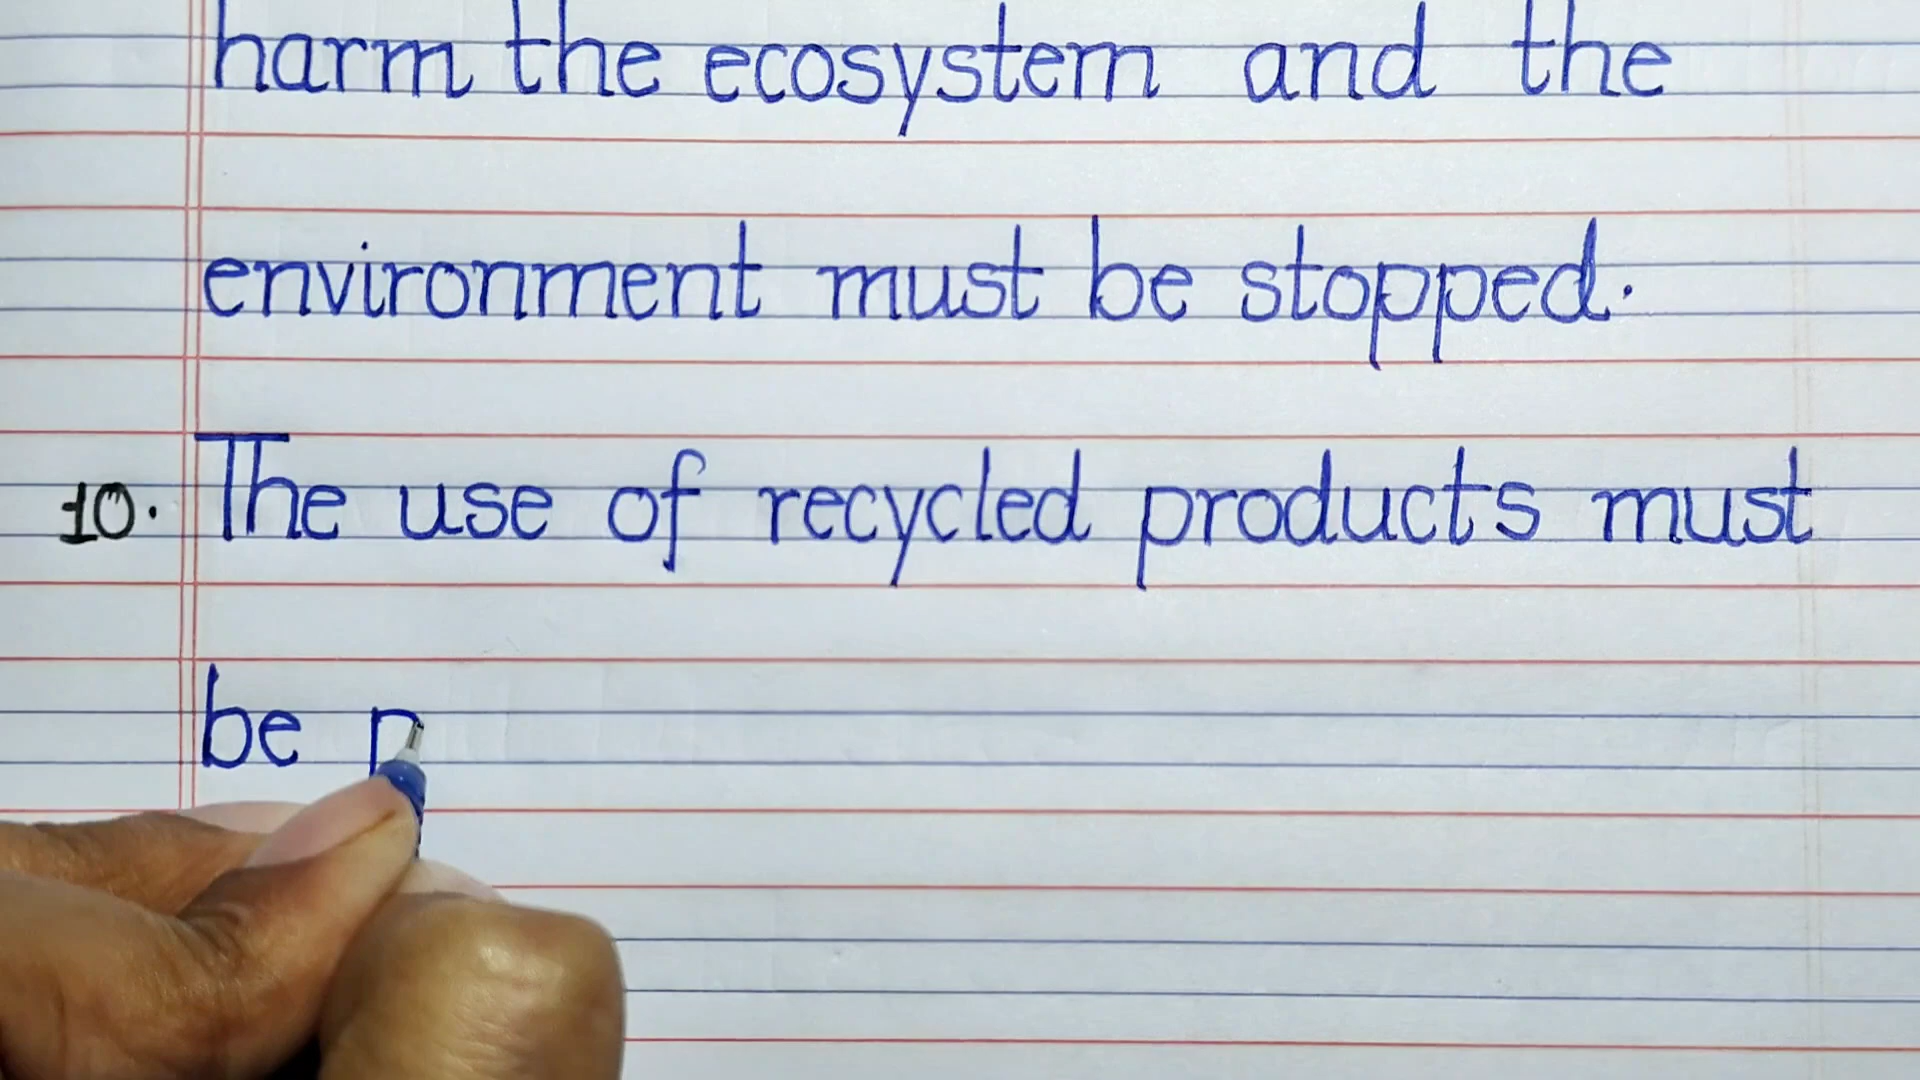 harm the ecosystem and the
environment must be stopped.
10. The use of recycled products must
be